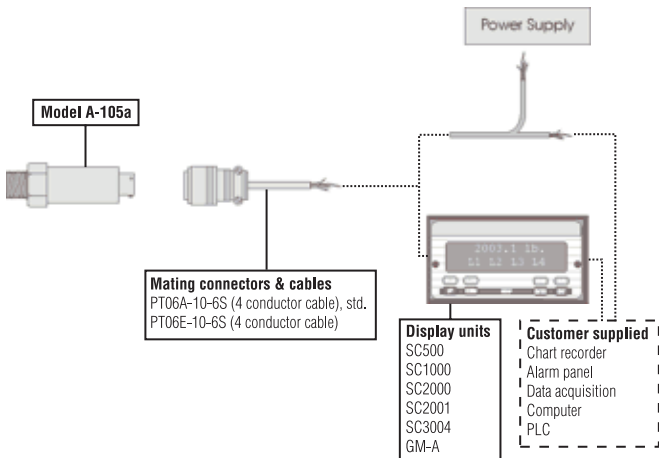 Power Supply
Model A-105a
2003.1 Lb.
L1 L2 L3 L4
Mating connectors & cables
PT06A-10-6S (4 conductor cable), std.
PT06E-10-6S (4 conductor cable)
Display units
SC500
SC1000
SC2000
SC2001
SC3004
GM-A
Customer supplied
Chart recorder
Alarm panel
Data acquisition
Computer
PLC